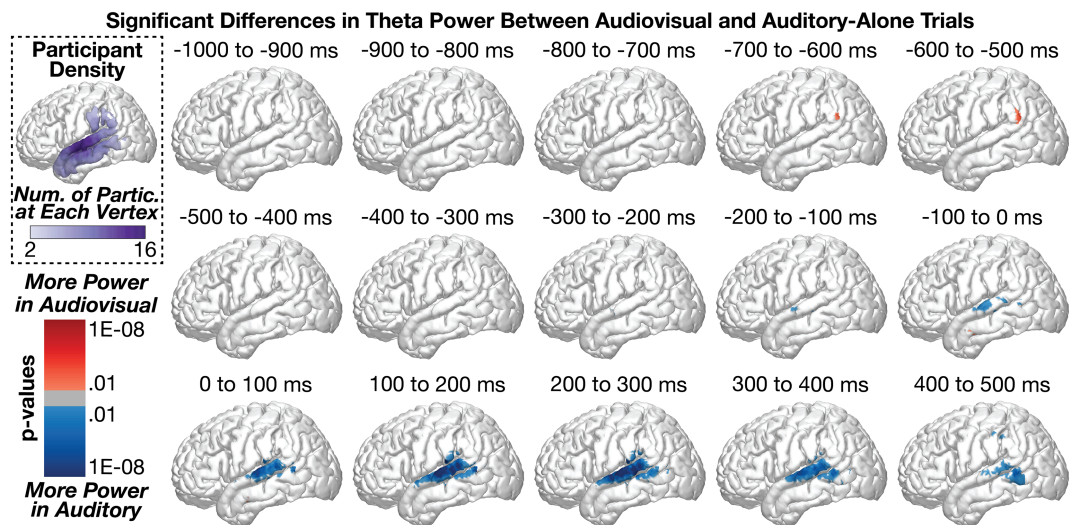 Significant Differences in Theta Power Between Audiovisual and Auditory-Alone Trials
Participant
Density
Num. of Partic.
at Each Vertex
2 16
More Power
in Audiovisual
p-values
1E-08
.01
.01
1E-08
More Power
in Auditory
-1000 to -900 ms
-900 to -800 ms
-800 to -700 ms
-700 to -600 ms
-600 to -500 ms
-500 to -400 ms
-400 to -300 ms
-300 to -200 ms
-200 to -100 ms
-100 to 0 ms
0 to 100 ms
100 to 200 ms
200 to 300 ms
300 to 400 ms
400 to 500 ms